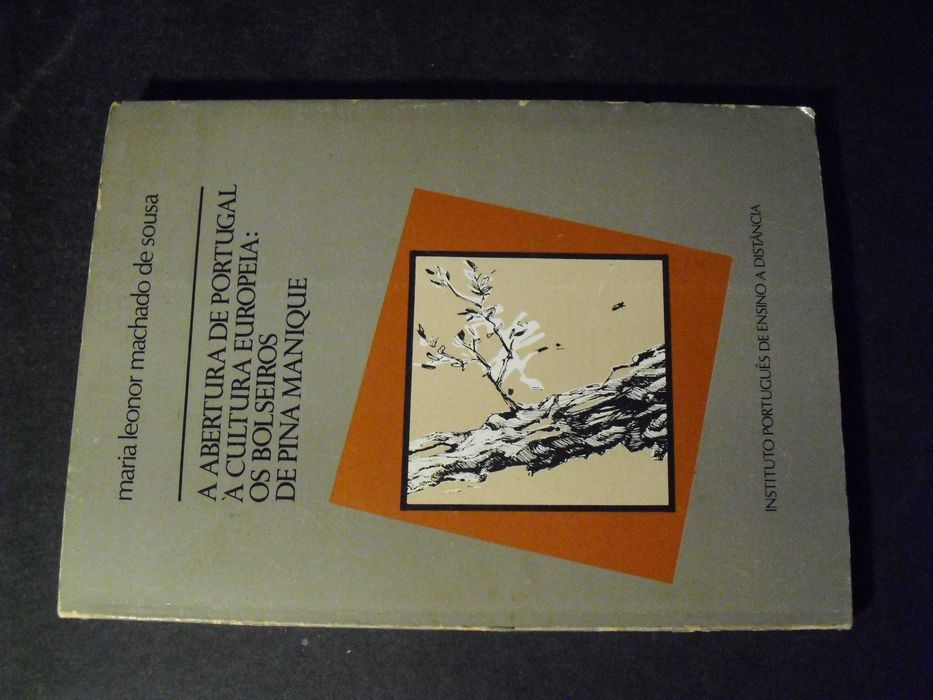 maria leonor machado de sousa
A ABERTURA DE PORTUGAL
À CULTURA EUROPEIA:
OS BOLSEIROS
DE PINA MANIQUE
INSTITUTO PORTUGUÊS DE ENSINO A DISTÂNCIA